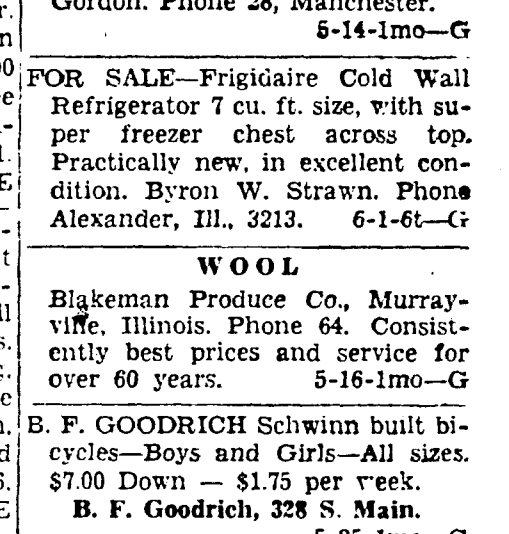 Gordon. Phone 28, Manchester.
5-14-1mo—G
FOR SALE—Frigidaire Cold Wall
Refrigerator 7 cu. ft. size, with su-
per freezer chest across top.
Practically new, in excellent con-
dition. Byron W. Strawn. Phone
Alexander, Ill., 3213. 6-1-6t—G
WOOL
Blakeman Produce Co., Murray-
ville, Illinois. Phone 64. Consist-
ently best prices and service for
over 60 years. 5-16-1mo—G
B. F. GOODRICH Schwinn built bi-
cycles—Boys and Girls—All sizes.
$7.00 Down — $1.75 per week.
B. F. Goodrich, 328 S. Main.